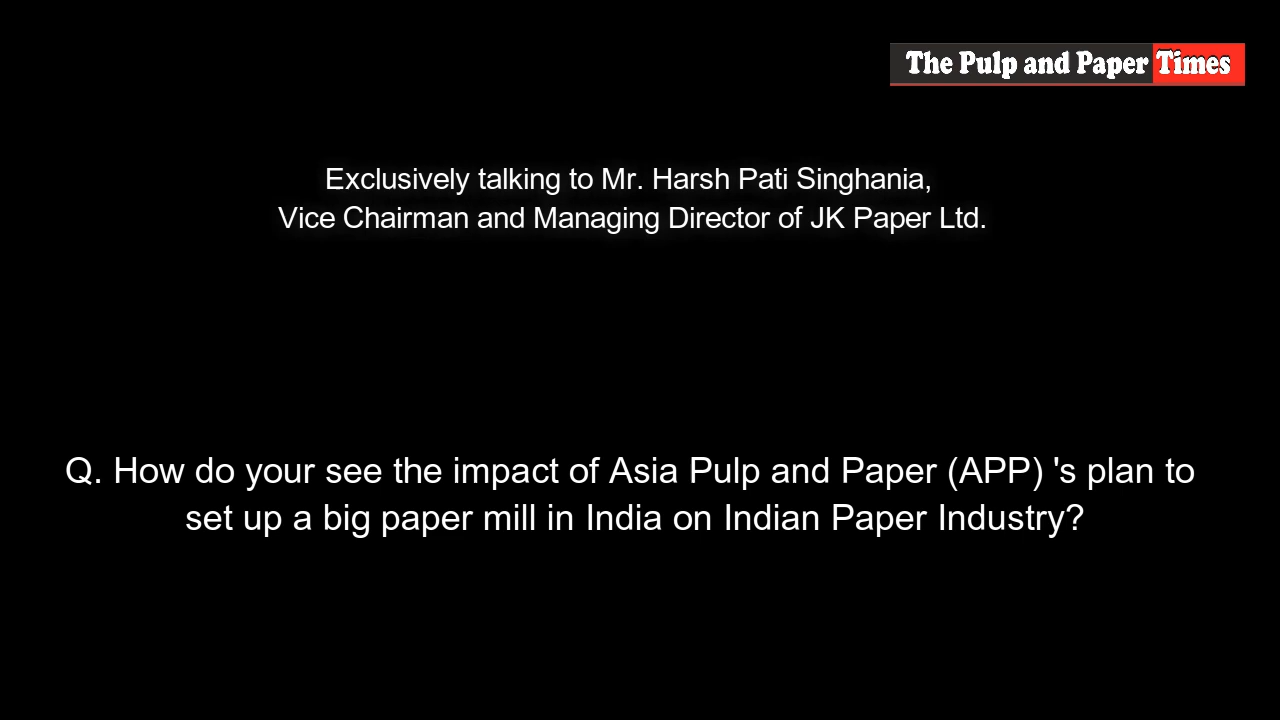 The Pulp and Paper Times
Exclusively talking to Mr. Harsh Pati Singhania,
Vice Chairman and Managing Director of JK Paper Ltd.
Q. How do your see the impact of Asia Pulp and Paper (APP) 's plan to
set up a big paper mill in India on Indian Paper Industry?